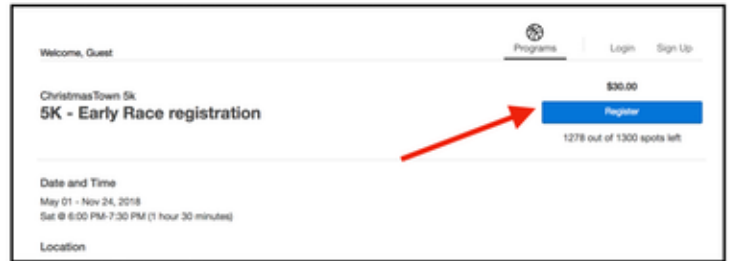 Welcome, Guest
Programs
Login
Sign Up
ChristmasTown 5k
5K - Early Race registration
$30.00
Register
1278 out of 1300 spots left
Date and Time
May 01 - Nov 24, 2018
Sat @ 6:00 PM-7:30 PM (1 hour 30 minutes)
Location